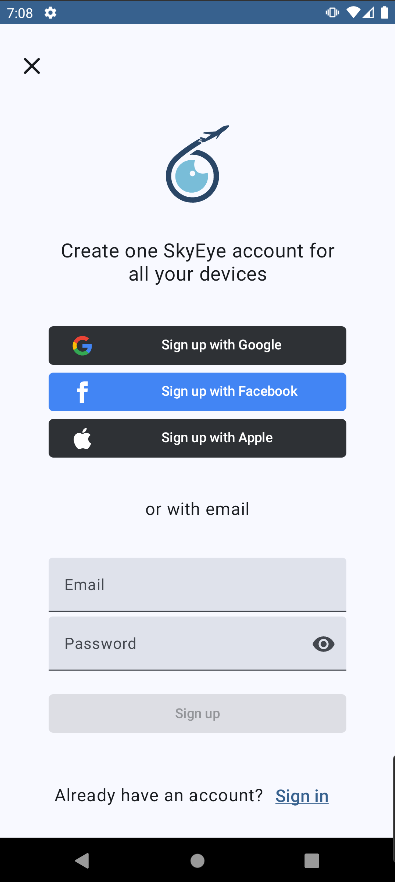 7:08
Create one SkyEye account for
all your devices
Sign up with Google
Sign up with Facebook
Sign up with Apple
or with email
Email
Password
Sign up
Already have an account? Sign in